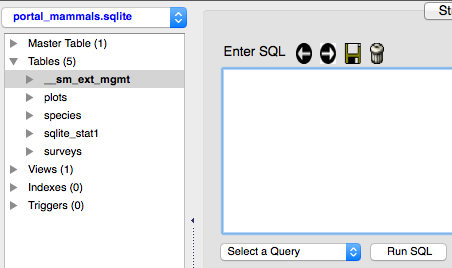 portal_mammals.sqlite
St
Master Table (1)
Tables (5)
__sm_ext_mgmt
plots
species
sqlite_stat1
surveys
Views (1)
Indexes (0)
Triggers (0)
Enter SQL
Select a Query
Run SQL